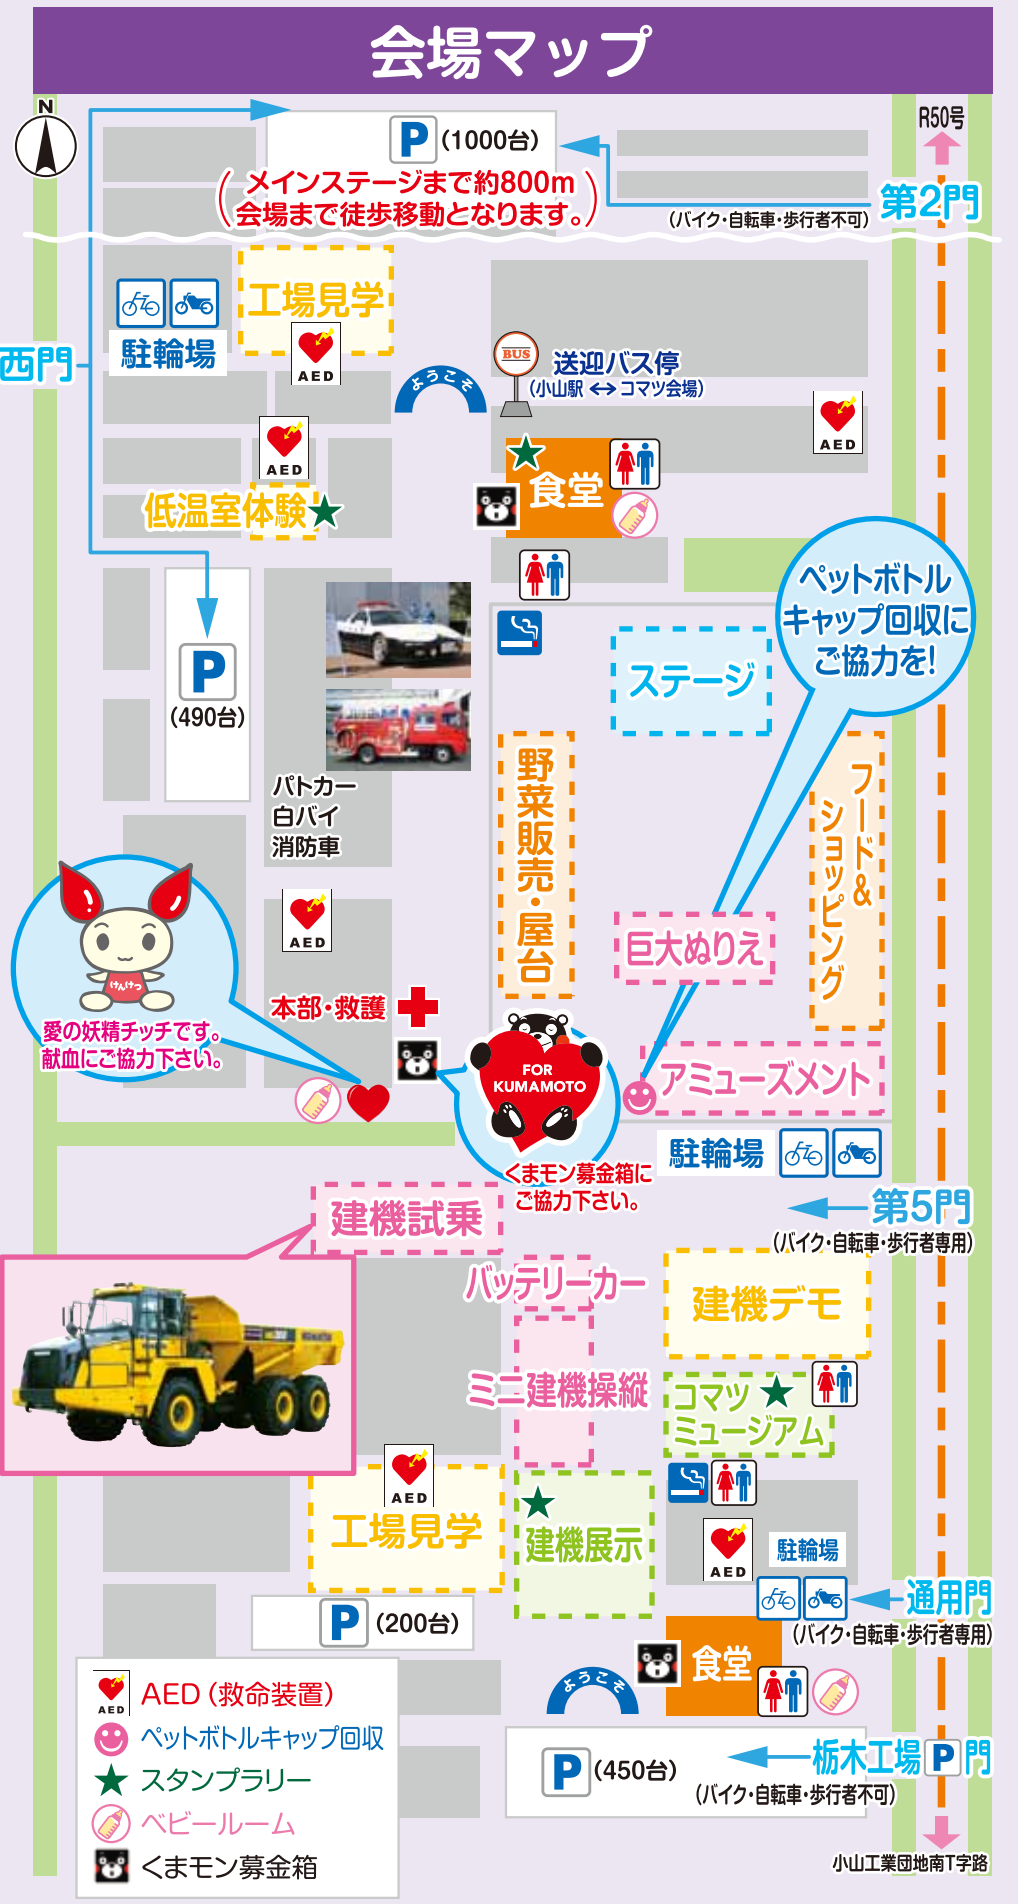 会場マップ
N
R50号
P (1000台)
メインステージまで約800m
会場まで徒歩移動となります。
第2門
(バイク・自転車・歩行者不可)
工場見学
駐輪場
AED
西門
ようこそ
BUS
送迎バス停
(小山駅 ↔ コマツ会場)
AED
AED
食堂
低温室体験
ペットボトル
キャップ回収に
ご協力を!
ステージ
P
(490台)
パトカー
白バイ
消防車
野菜販売・屋台
フード&
ショッピング
AED
巨大ぬりえ
けんけつ
本部・救護
愛の妖精チッチです。
献血にご協力下さい。
FOR
KUMAMOTO
アミューズメント
駐輪場
くまモン募金箱に
ご協力下さい。
建機試乗
第5門
(バイク・自転車・歩行者専用)
バッテリーカー
建機デモ
ミニ建機操縦
コマツ
ミュージアム
AED
工場見学
建機展示
AED
駐輪場
通用門
(バイク・自転車・歩行者専用)
P (200台)
食堂
ようこそ
P (450台)
栃木工場P門
(バイク・自転車・歩行者不可)
小山工業団地南T字路
AED
AED (救命装置)
ペットボトルキャップ回収
スタンプラリー
ベビールーム
くまモン募金箱